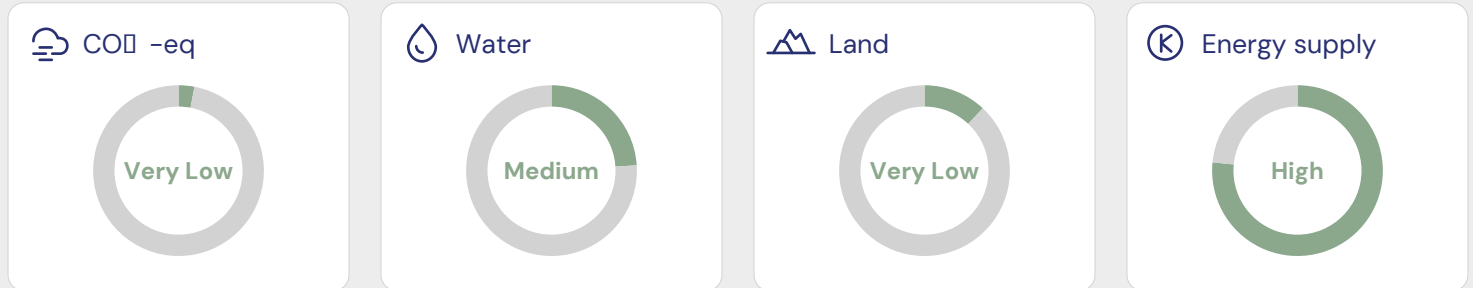 CO▯ -eq
Water
Land
Energy supply
Very Low
Medium
Very Low
High